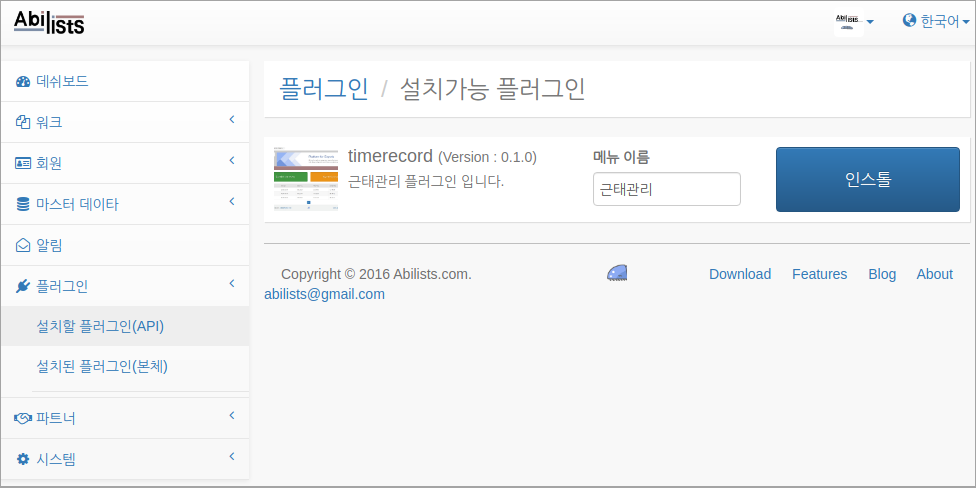 Abilists
한국어
데쉬보드
워크
회원
마스터 데이타
알림
플러그인
설치할 플러그인(API)
설치된 플러그인(본체)
파트너
시스템
플러그인 / 설치가능 플러그인
timerecord (Version : 0.1.0)
근태관리 플러그인 입니다.
메뉴 이름
근태관리
인스톨
Copyright © 2016 Abilists.com.
abilists@gmail.com
Download Features Blog About